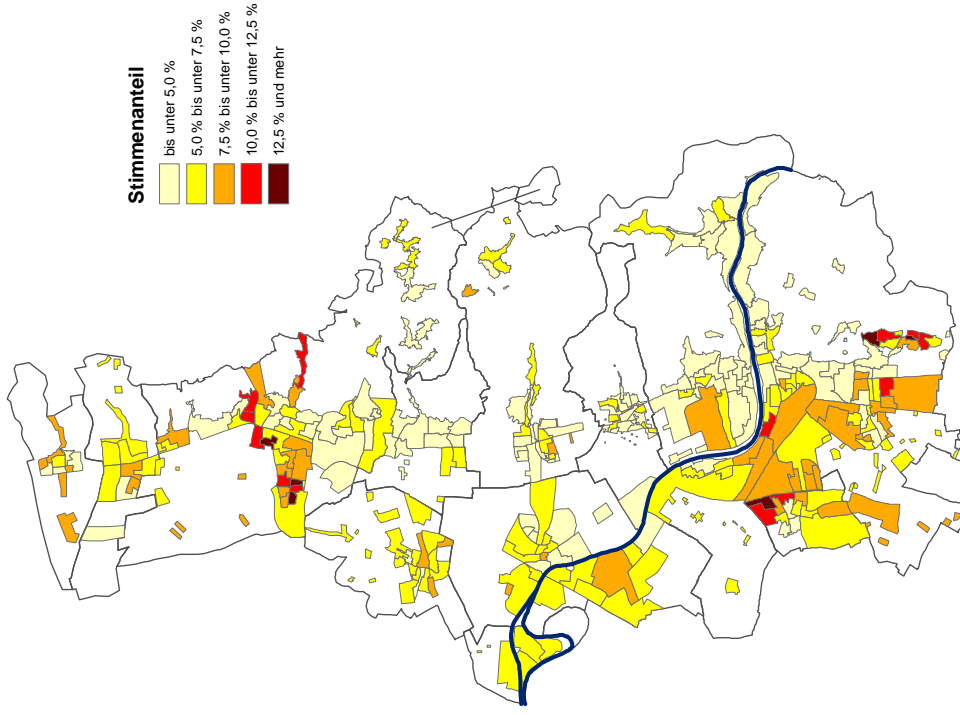 Stimmenanteil
bis unter 5,0 %
5,0 % bis unter 7,5 %
7,5 % bis unter 10,0 %
10,0 % bis unter 12,5 %
12,5 % und mehr